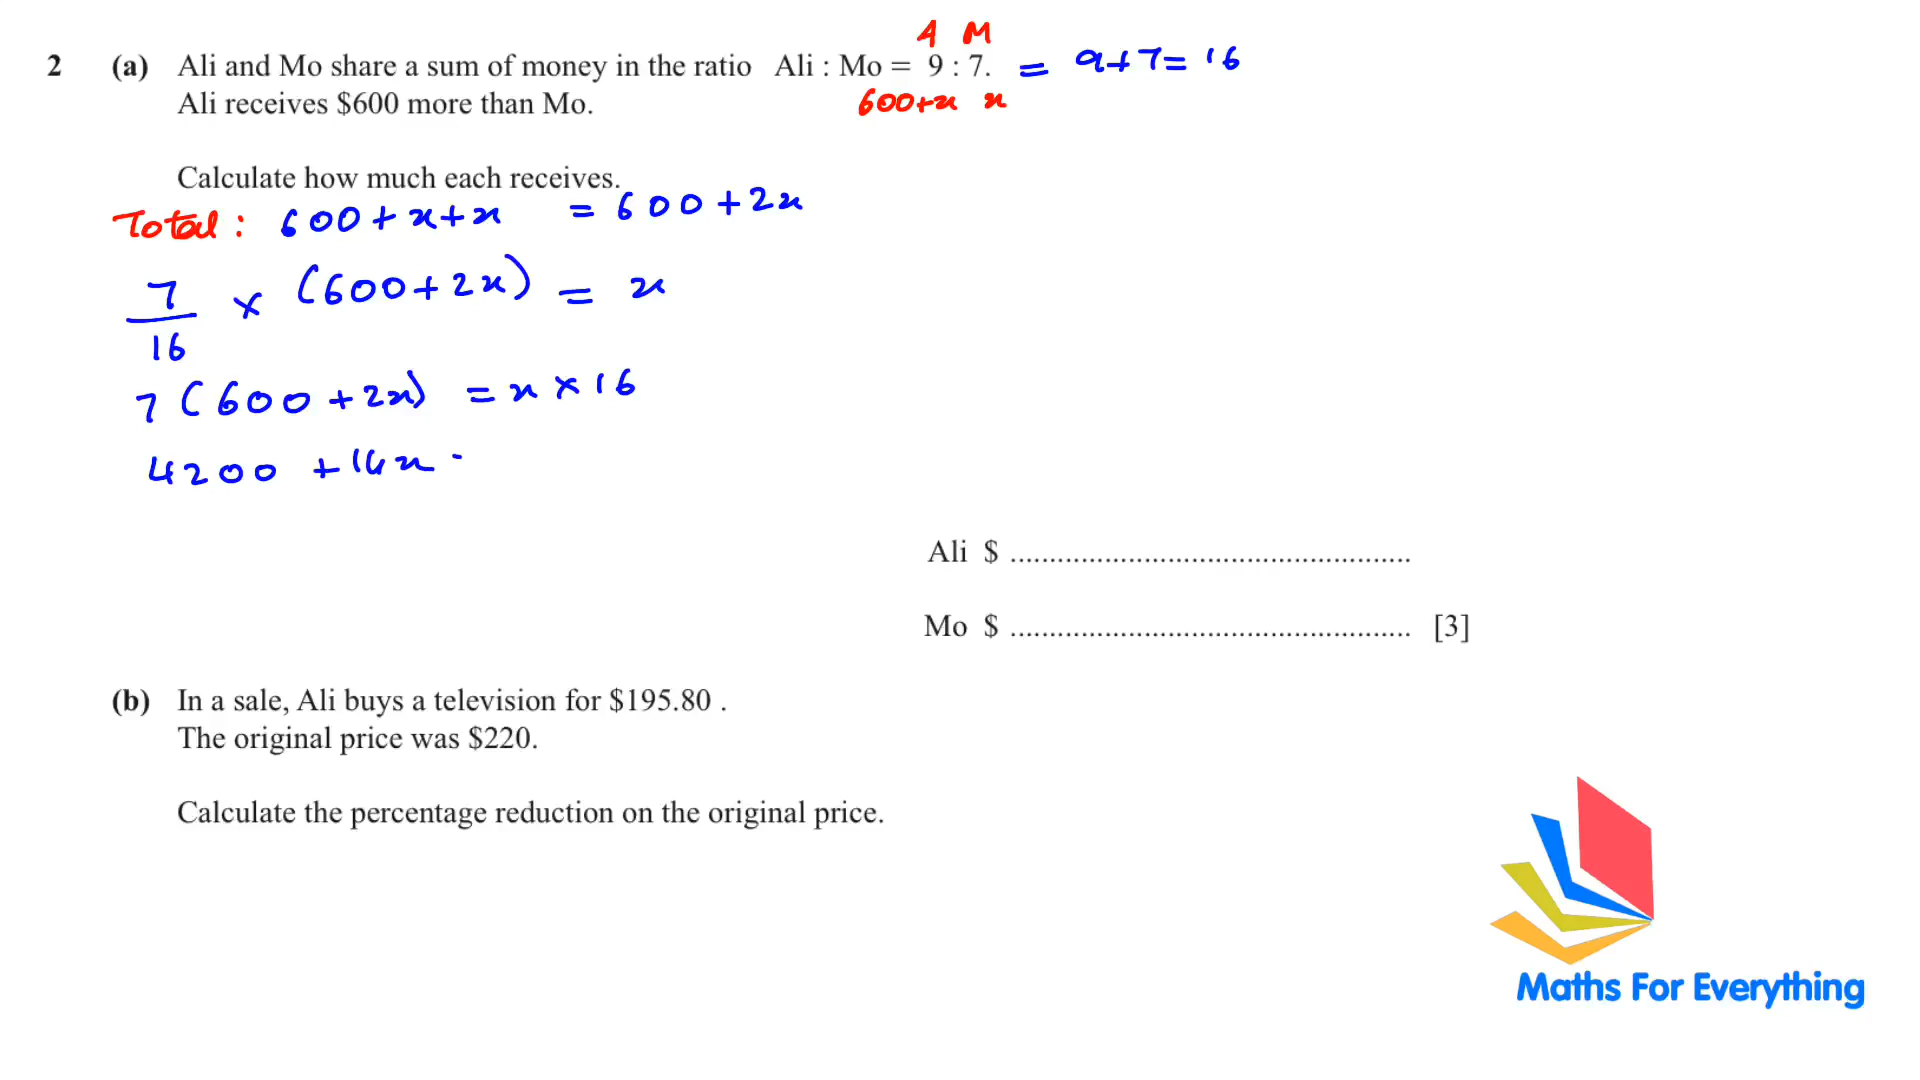 A M
2 (a) Ali and Mo share a sum of money in the ratio Ali : Mo = 9 : 7. = 9+7= 16
Ali receives $600 more than Mo. 600+x x
Calculate how much each receives.
Total: 600+x+x = 600+2x
7/16 × (600+2x) = x
7(600+2x) = x×16
4200 +14x
Ali $ ..................................................
Mo $ .................................................. [3]
(b) In a sale, Ali buys a television for $195.80 .
The original price was $220.
Calculate the percentage reduction on the original price.
Maths For Everything